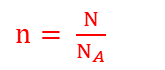 n = N / N_A